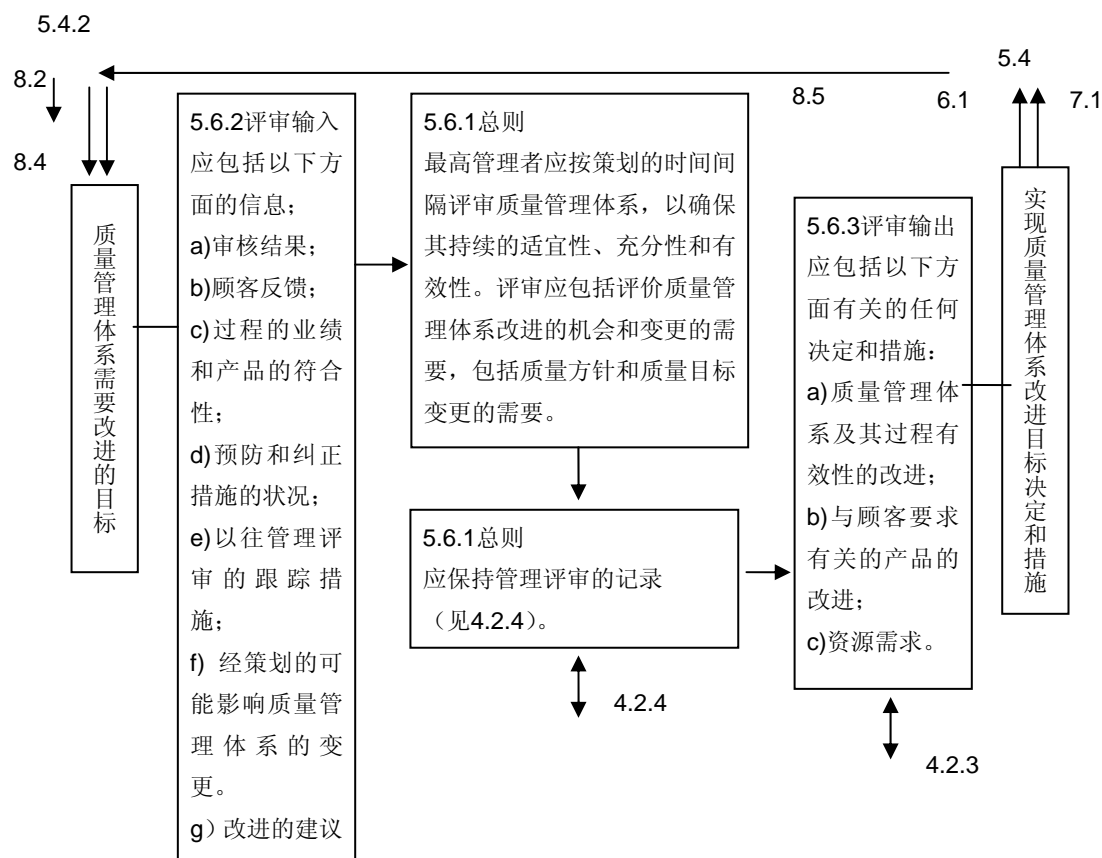 5.4.2
5.4
8.2
8.5
6.1
7.1
8.4
质量管理体系需要改进的目标
5.6.2评审输入
应包括以下方
面的信息；
a)审核结果；
b)顾客反馈；
c)过程的业绩
和产品的符合
性；
d)预防和纠正
措施的状况；
e)以往管理评
审的跟踪措
施；
f) 经策划的可
能影响质量管
理体系的变
更。
g）改进的建议
5.6.1总则
最高管理者应按策划的时间间
隔评审质量管理体系，以确保
其持续的适宜性、充分性和有
效性。评审应包括评价质量管
理体系改进的机会和变更的需
要，包括质量方针和质量目标
变更的需要。
5.6.1总则
应保持管理评审的记录
（见4.2.4）。
4.2.4
5.6.3评审输出
应包括以下方
面有关的任何
决定和措施：
a)质量管理体
系及其过程有
效性的改进；
b)与顾客要求
有关的产品的
改进；
c)资源需求。
4.2.3
实现质量管理体系改进目标决定和措施